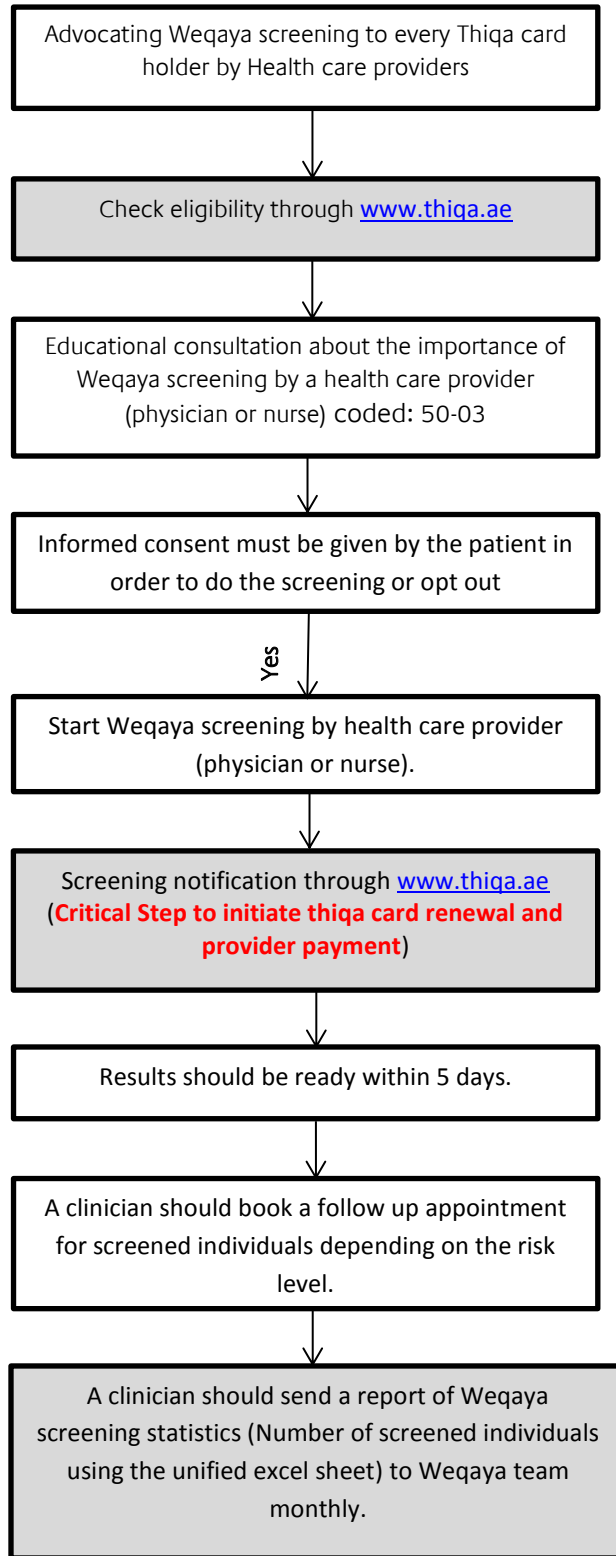 Advocating Weqaya screening to every Thiqa card
holder by Health care providers
Check eligibility through www.thiqa.ae
Educational consultation about the importance of
Weqaya screening by a health care provider
(physician or nurse) coded: 50-03
Informed consent must be given by the patient in
order to do the screening or opt out
Yes
Start Weqaya screening by health care provider
(physician or nurse).
Screening notification through www.thiqa.ae
(Critical Step to initiate thiqa card renewal and
provider payment)
Results should be ready within 5 days.
A clinician should book a follow up appointment
for screened individuals depending on the risk
level.
A clinician should send a report of Weqaya
screening statistics (Number of screened individuals
using the unified excel sheet) to Weqaya team
monthly.